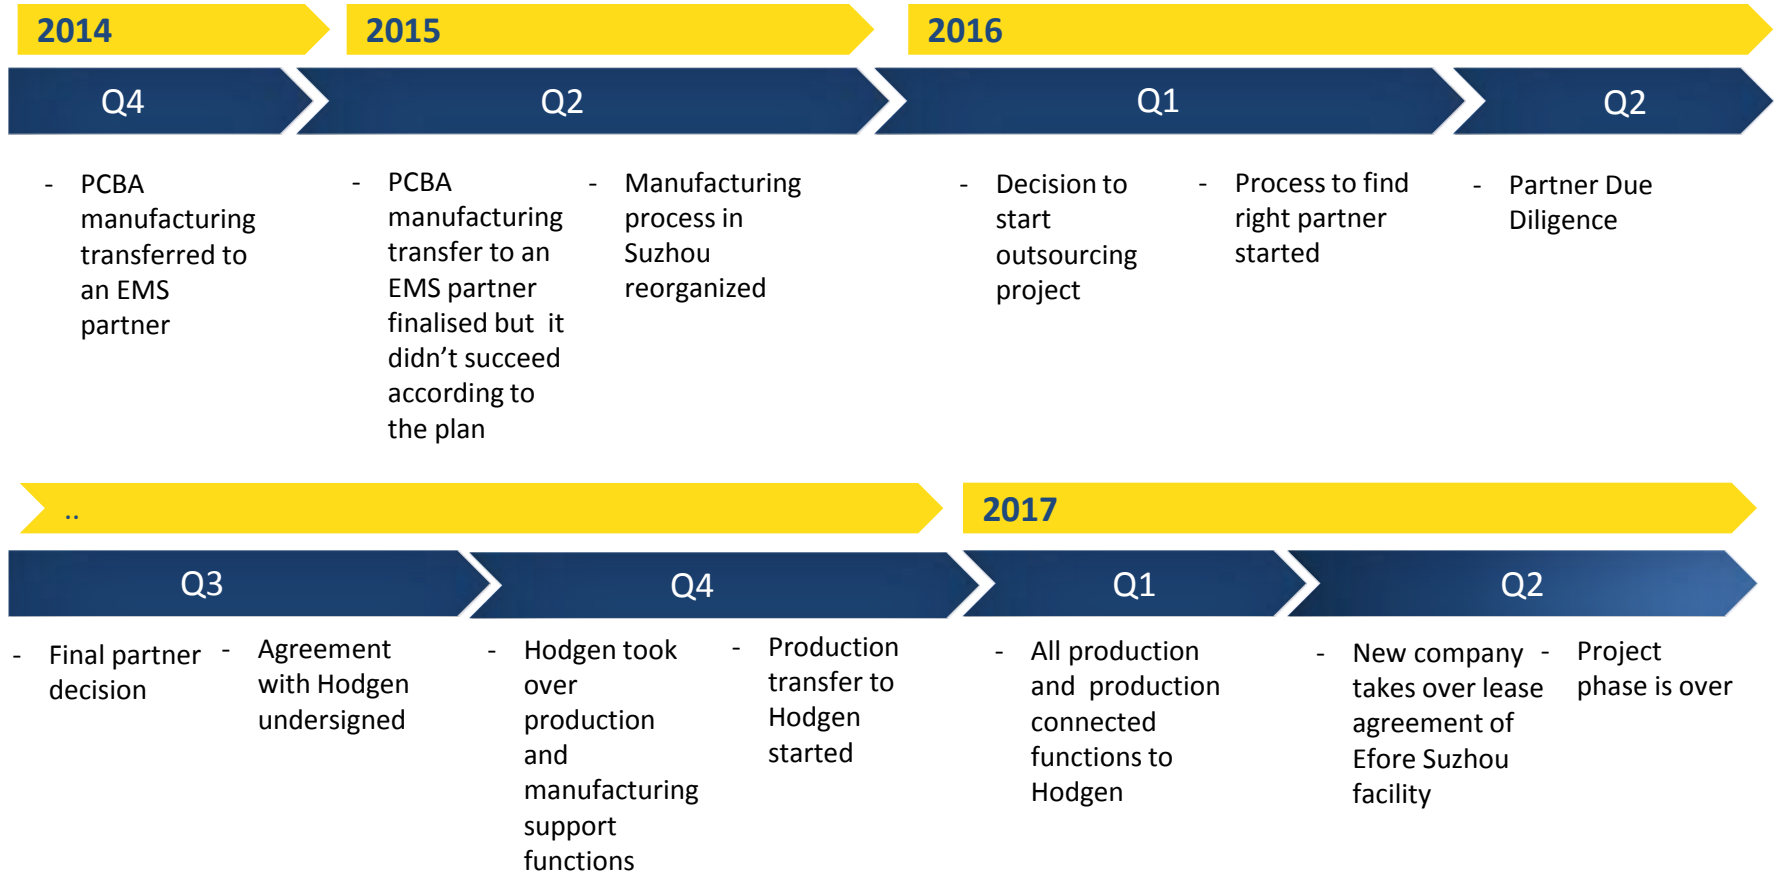 2014
2015
2016
Q4
Q2
Q1
Q2
- PCBA
manufacturing
transferred to
an EMS
partner
- PCBA
manufacturing
transfer to an
EMS partner
finalised but it
didn’t succeed
according to
the plan
- Manufacturing
process in
Suzhou
reorganized
- Decision to
start
outsourcing
project
- Process to find
right partner
started
- Partner Due
Diligence
..
2017
Q3
Q4
Q1
Q2
- Final partner
decision
- Agreement
with Hodgen
undersigned
- Hodgen took
over
production
and
manufacturing
support
functions
- Production
transfer to
Hodgen
started
- All production
and production
connected
functions to
Hodgen
- New company
takes over lease
agreement of
Efore Suzhou
facility
- Project
phase is over